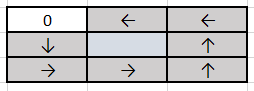 0 ← ←
↓ ↑
→ → ↑